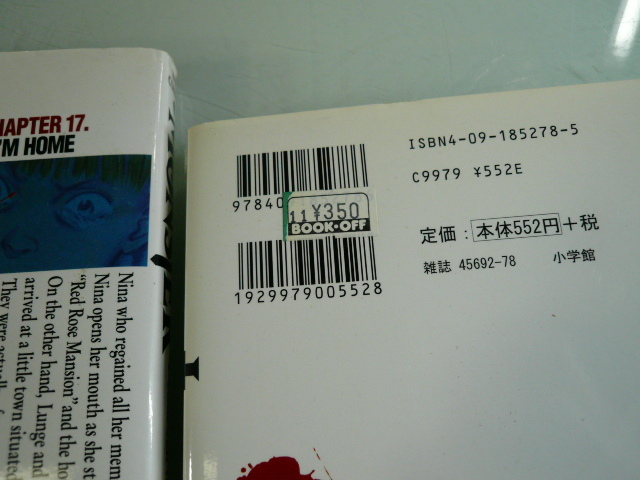 HAPTER 17.
'M HOME
Nina who regained all her mem
Nina opens her mouth as she st
"Red Rose Mansion" and the ho
On the other hand, Lunge and
arrived at a little town situated
They were actually
ISBN4-09-185278-5
C9979 ¥552E
97840
11 ¥350
BOOK·OFF
1929979005528
定価：本体552円+税
雑誌 45692-78 小学館